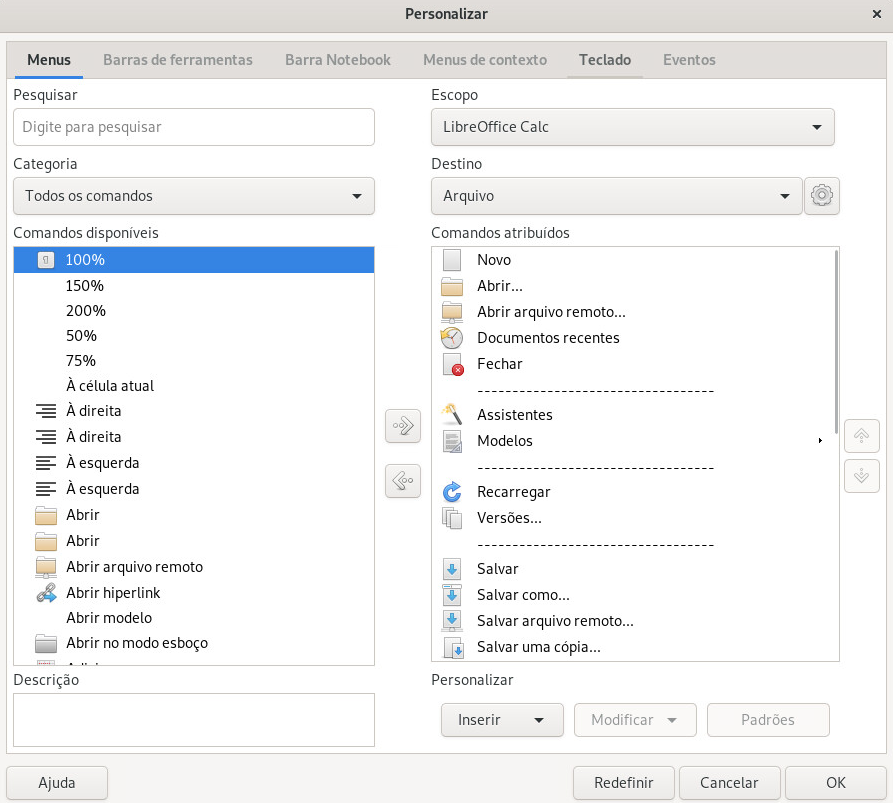 Personalizar
Menus Barras de ferramentas Barra Notebook Menus de contexto Teclado Eventos
Pesquisar
Digite para pesquisar
Categoria
Todos os comandos
Comandos disponíveis
100%
150%
200%
50%
75%
À célula atual
À direita
À direita
À esquerda
À esquerda
Abrir
Abrir
Abrir arquivo remoto
Abrir hiperlink
Abrir modelo
Abrir no modo esboço
Descrição
Escopo
LibreOffice Calc
Destino
Arquivo
Comandos atribuídos
Novo
Abrir...
Abrir arquivo remoto...
Documentos recentes
Fechar
----------------------------------
Assistentes
Modelos
----------------------------------
Recarregar
Versões...
----------------------------------
Salvar
Salvar como...
Salvar arquivo remoto...
Salvar uma cópia...
Personalizar
Inserir Modificar Padrões
Ajuda Redefinir Cancelar OK